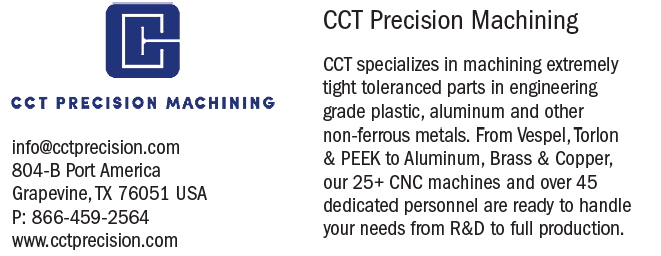 CCT PRECISION MACHINING
info@cctprecision.com
804-B Port America
Grapevine, TX 76051 USA
P: 866-459-2564
www.cctprecision.com
CCT Precision Machining
CCT specializes in machining extremely
tight toleranced parts in engineering
grade plastic, aluminum and other
non-ferrous metals. From Vespel, Torlon
& PEEK to Aluminum, Brass & Copper,
our 25+ CNC machines and over 45
dedicated personnel are ready to handle
your needs from R&D to full production.